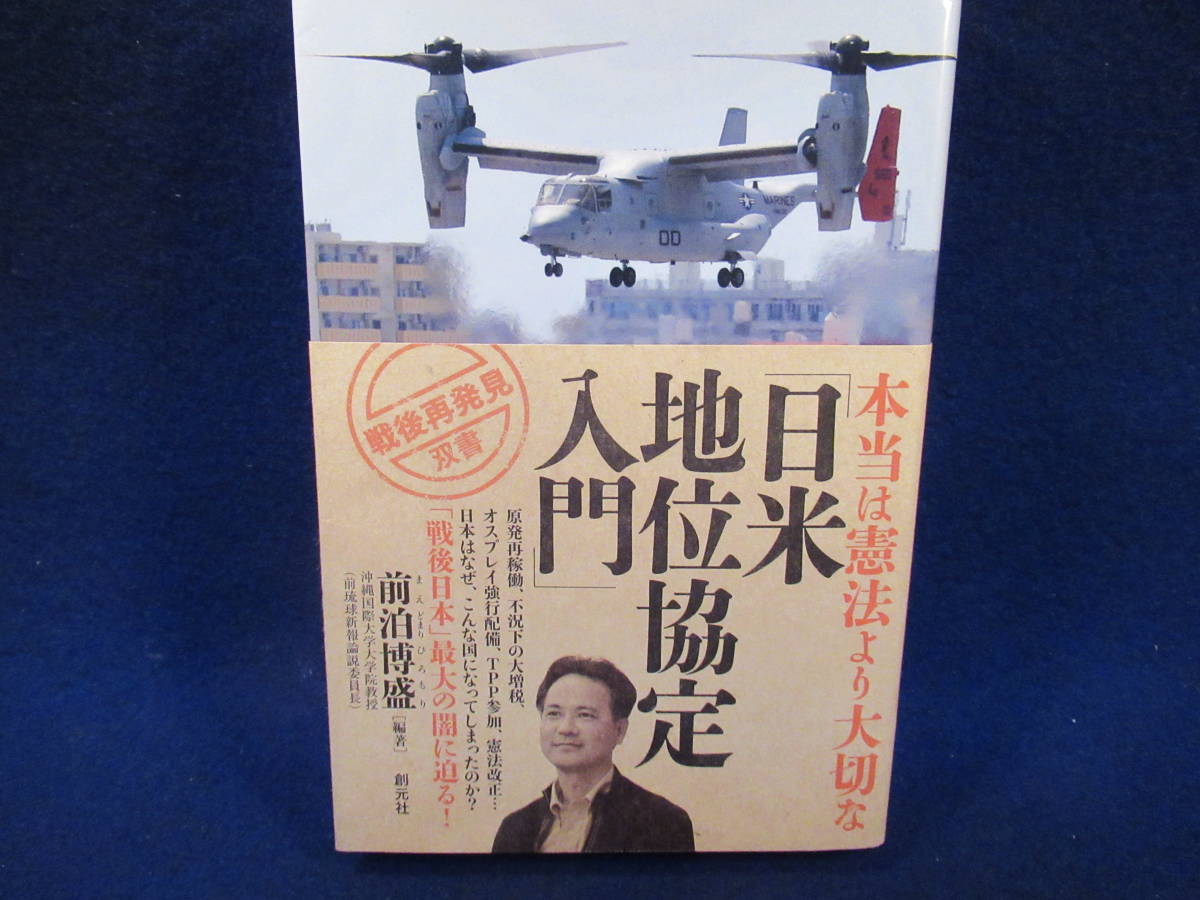 MARINES
00
本当は憲法より大切な
「日米
地位協定
入門」
戦後再発見
双書
原発再稼働、不況下の大増税、
オスプレイ強行配備、TPP参加、憲法改正…
日本はなぜ、こんな国になってしまったのか?
「戦後日本」最大の闇に迫る!
まえどまりひろもり
前泊博盛[編著]
沖縄国際大学大学院教授
(前琉球新報論説委員長)
創元社